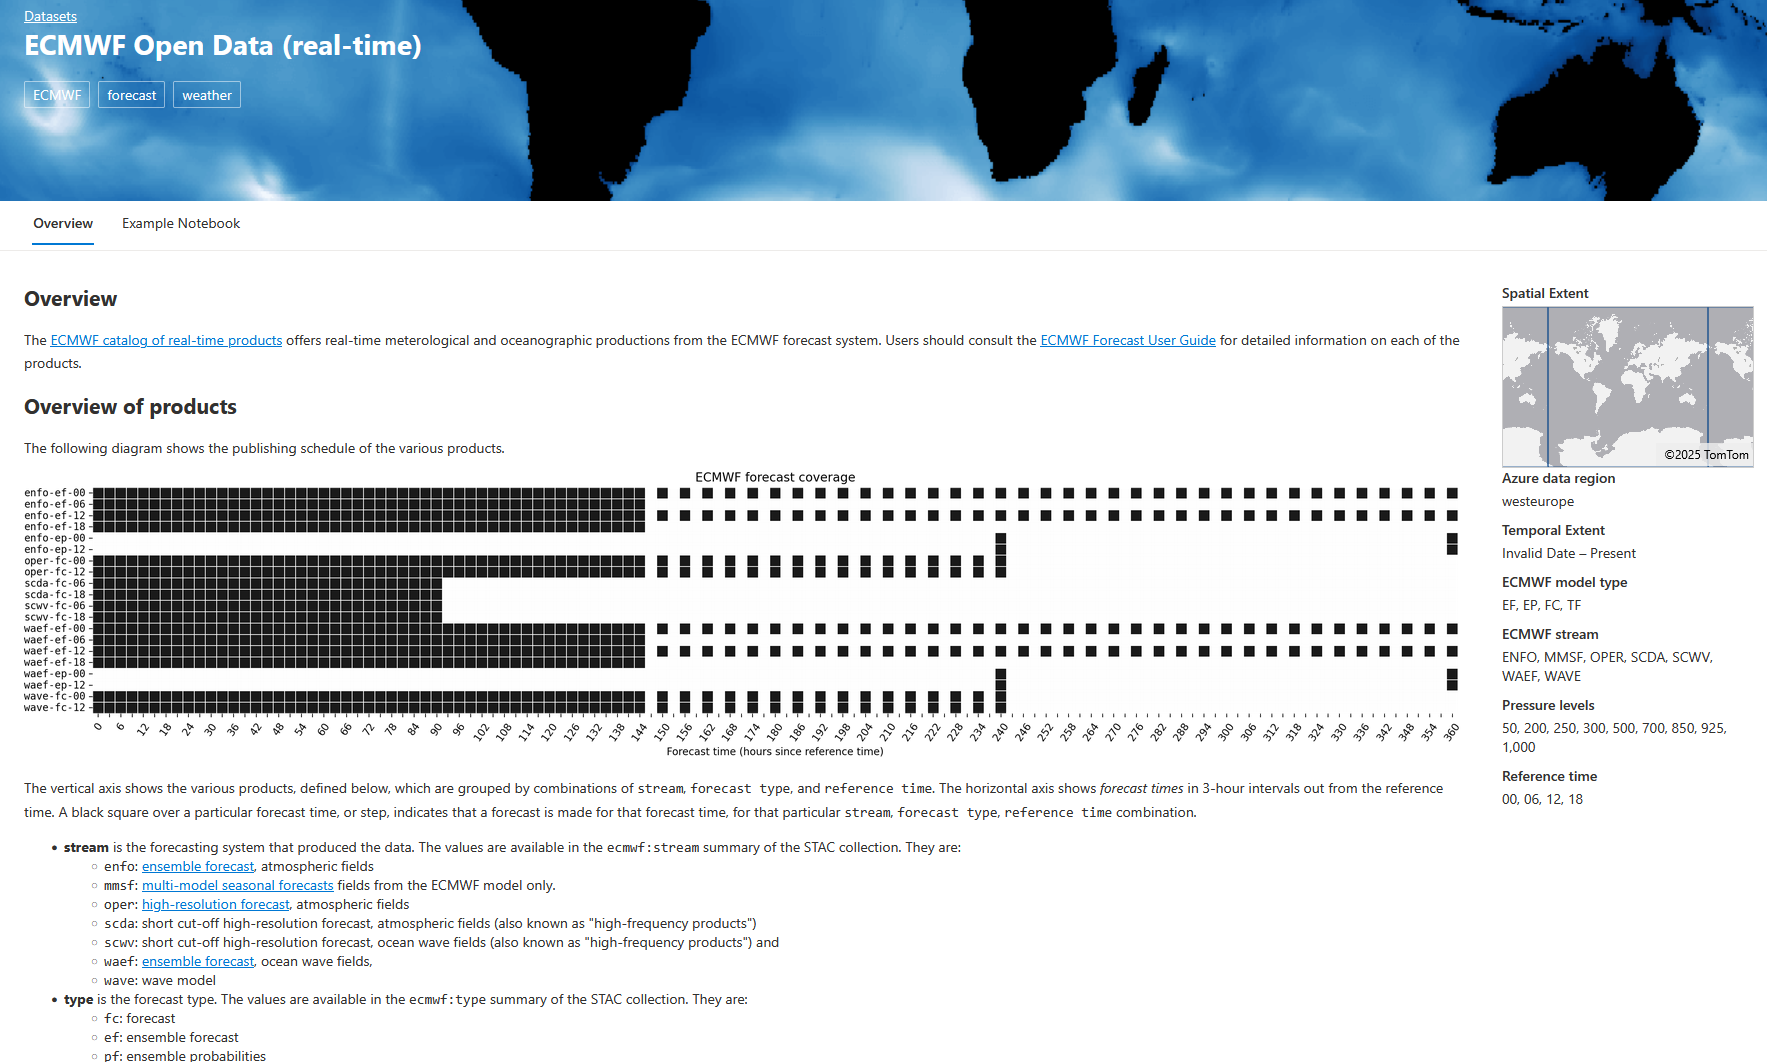 Datasets
ECMWF Open Data (real-time)
ECMWF forecast weather
Overview Example Notebook
Overview
The ECMWF catalog of real-time products offers real-time meterological and oceanographic productions from the ECMWF forecast system. Users should consult the ECMWF Forecast User Guide for detailed information on each of the
products.
Overview of products
The following diagram shows the publishing schedule of the various products.
ECMWF forecast coverage
enfo-ef-00
enfo-ef-06
enfo-ef-12
enfo-ef-18
enfo-ep-00
enfo-ep-12
oper-fc-00
oper-fc-12
scda-fc-06
scda-fc-18
scwv-fc-06
scwv-fc-18
waef-ef-00
waef-ef-06
waef-ef-12
waef-ef-18
waef-ep-00
waef-ep-12
wave-fc-00
wave-fc-12
0 6 12 18 24 30 36 42 48 54 60 66 72 78 84 90 96 102 108 114 120 126 132 138 144 150 156 162 168 174 180 186 192 198 204 210 216 222 228 234 240 246 252 258 264 270 276 282 288 294 300 306 312 318 324 330 336 342 348 354 360
Forecast time (hours since reference time)
The vertical axis shows the various products, defined below, which are grouped by combinations of stream, forecast type, and reference time. The horizontal axis shows forecast times in 3-hour intervals out from the reference
time. A black square over a particular forecast time, or step, indicates that a forecast is made for that forecast time, for that particular stream, forecast type, reference time combination.
• stream is the forecasting system that produced the data. The values are available in the ecmwf:stream summary of the STAC collection. They are:
◦ enfo: ensemble forecast, atmospheric fields
◦ mmsf: multi-model seasonal forecasts fields from the ECMWF model only.
◦ oper: high-resolution forecast, atmospheric fields
◦ scda: short cut-off high-resolution forecast, atmospheric fields (also known as "high-frequency products")
◦ scwv: short cut-off high-resolution forecast, ocean wave fields (also known as "high-frequency products") and
◦ waef: ensemble forecast, ocean wave fields,
◦ wave: wave model
• type is the forecast type. The values are available in the ecmwf:type summary of the STAC collection. They are:
◦ fc: forecast
◦ ef: ensemble forecast
◦ pf: ensemble probabilities
Spatial Extent
©2025 TomTom
Azure data region
westeurope
Temporal Extent
Invalid Date – Present
ECMWF model type
EF, EP, FC, TF
ECMWF stream
ENFO, MMSF, OPER, SCDA, SCWV,
WAEF, WAVE
Pressure levels
50, 200, 250, 300, 500, 700, 850, 925,
1,000
Reference time
00, 06, 12, 18